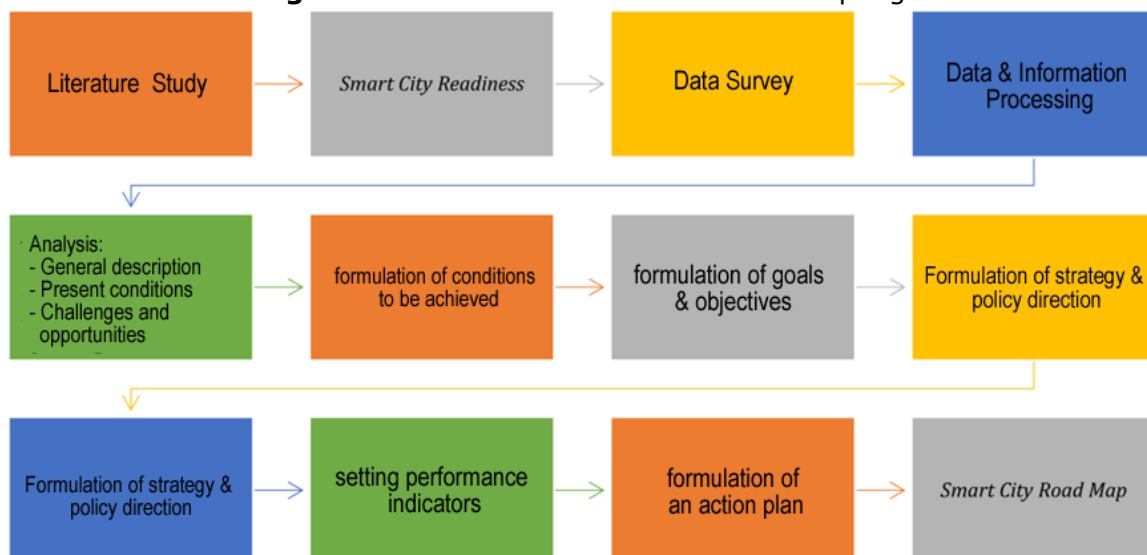 Literature Study
Smart City Readiness
Data Survey
Data & Information
Processing
Analysis:
- General description
- Present conditions
- Challenges and
opportunities
formulation of conditions
to be achieved
formulation of goals
& objectives
Formulation of strategy &
policy direction
Formulation of strategy &
policy direction
setting performance
indicators
formulation of
an action plan
Smart City Road Map